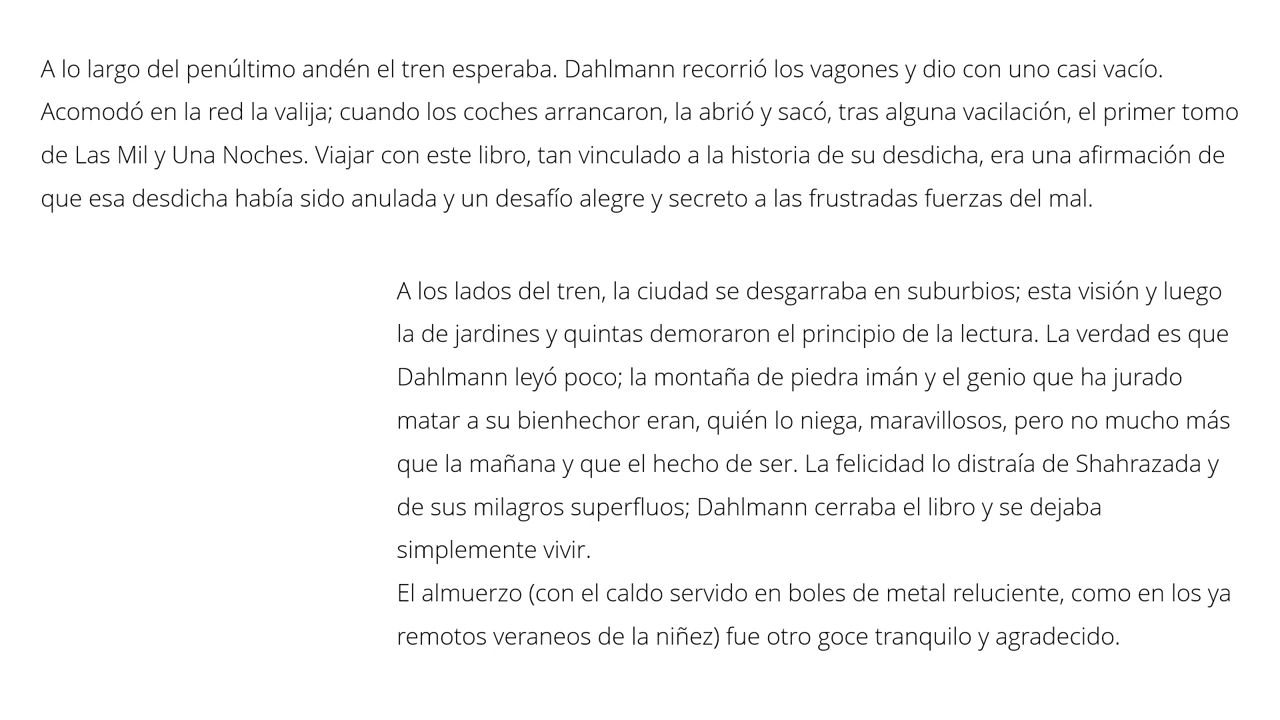 A lo largo del penúltimo andén el tren esperaba. Dahlmann recorrió los vagones y dio con uno casi vacío.
Acomodó en la red la valija; cuando los coches arrancaron, la abrió y sacó, tras alguna vacilación, el primer tomo
de Las Mil y Una Noches. Viajar con este libro, tan vinculado a la historia de su desdicha, era una afirmación de
que esa desdicha había sido anulada y un desafío alegre y secreto a las frustradas fuerzas del mal.
A los lados del tren, la ciudad se desgarraba en suburbios; esta visión y luego
la de jardines y quintas demoraron el principio de la lectura. La verdad es que
Dahlmann leyó poco; la montaña de piedra imán y el genio que ha jurado
matar a su bienhechor eran, quién lo niega, maravillosos, pero no mucho más
que la mañana y que el hecho de ser. La felicidad lo distraía de Shahrazada y
de sus milagros superfluos; Dahlmann cerraba el libro y se dejaba
simplemente vivir.
El almuerzo (con el caldo servido en boles de metal reluciente, como en los ya
remotos veraneos de la niñez) fue otro goce tranquilo y agradecido.